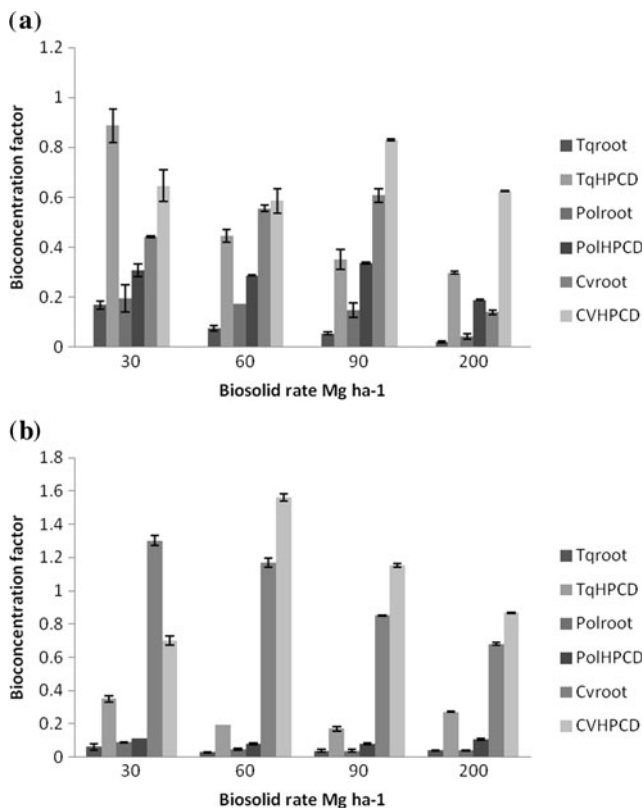 (a)
Bioconcentration factor
1.2
1
0.8
0.6
0.4
0.2
0
30 60 90 200
Biosolid rate Mg ha-1
Tqroot
TqHPCD
Polroot
PolHPCD
Cvroot
CVHPCD
(b)
Bioconcentration factor
1.8
1.6
1.4
1.2
1
0.8
0.6
0.4
0.2
0
30 60 90 200
Biosolid rate Mg ha-1
Tqroot
TqHPCD
Polroot
PolHPCD
Cvroot
CVHPCD